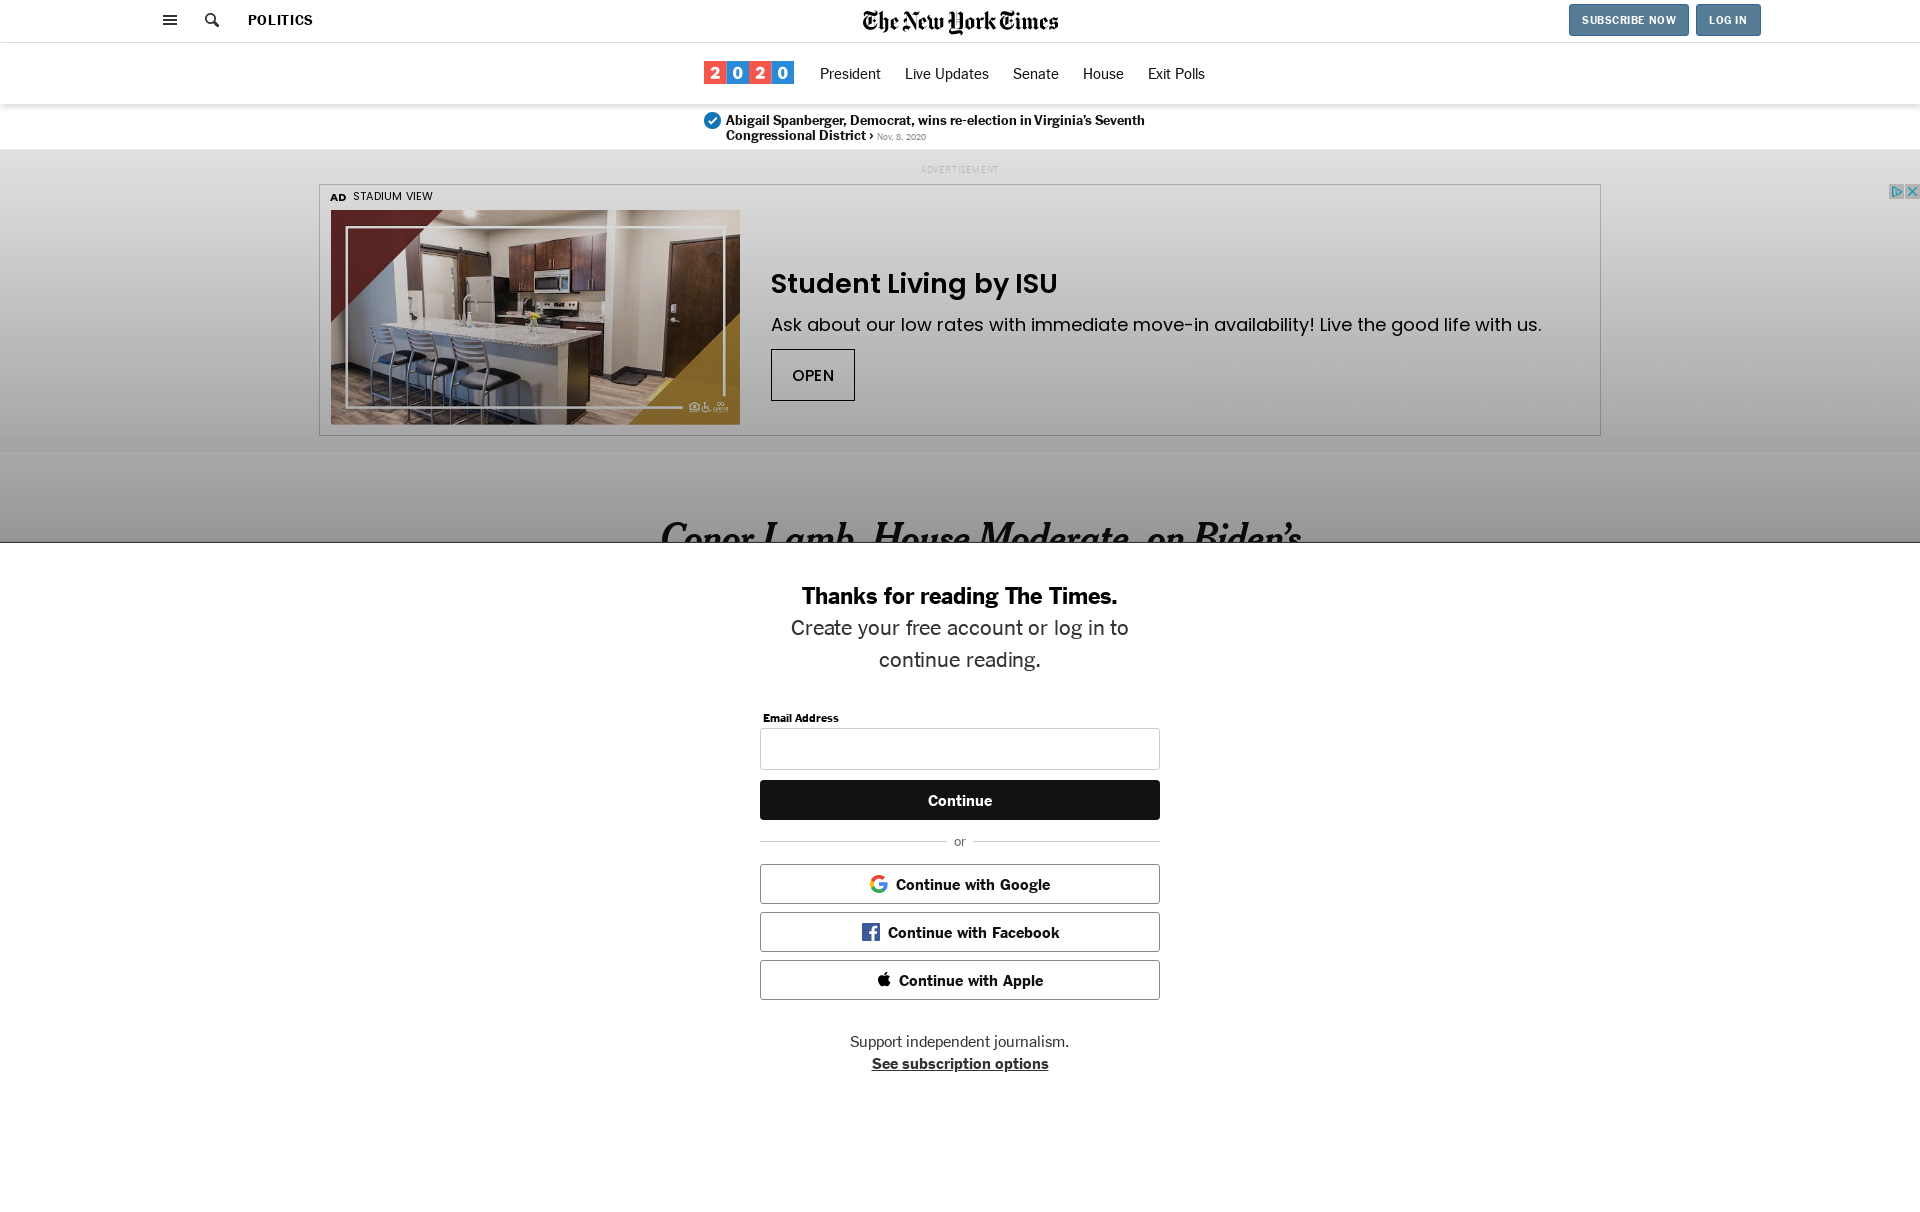 POLITICS
The New York Times
SUBSCRIBE NOW
LOG IN
2020
President
Live Updates
Senate
House
Exit Polls
Abigail Spanberger, Democrat, wins re-election in Virginia's Seventh
Congressional District › Nov. 8, 2020
ADVERTISEMENT
AD STADIUM VIEW
Student Living by ISU
Ask about our low rates with immediate move-in availability! Live the good life with us.
OPEN
Conor Lamb, House Moderate, on Biden's
Thanks for reading The Times.
Create your free account or log in to
continue reading.
Email Address
Continue
or
Continue with Google
Continue with Facebook
Continue with Apple
Support independent journalism.
See subscription options